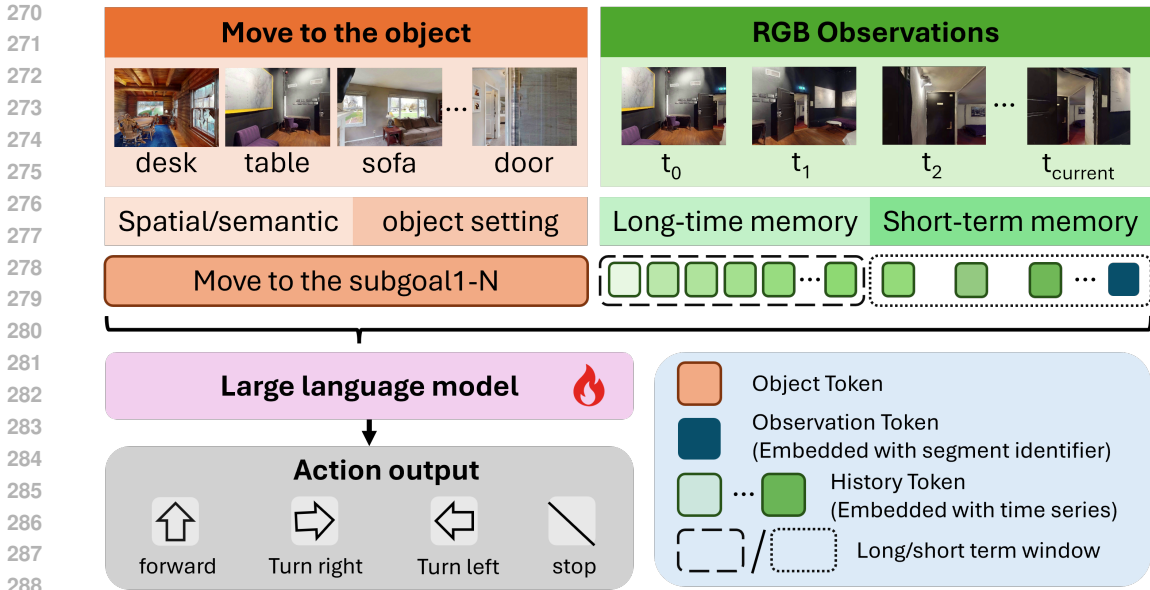 270
271
272
273
274
275
276
277
278
279
280
281
282
283
284
285
286
287
288
Move to the object
desk table sofa ... door
Spatial/semantic object setting
Move to the subgoal1-N
RGB Observations
t0 t1 t2 ... tcurrent
Long-time memory Short-term memory
...
...
Large language model
Action output
forward Turn right Turn left stop
Object Token
Observation Token
(Embedded with segment identifier)
... History Token
(Embedded with time series)
/ Long/short term window